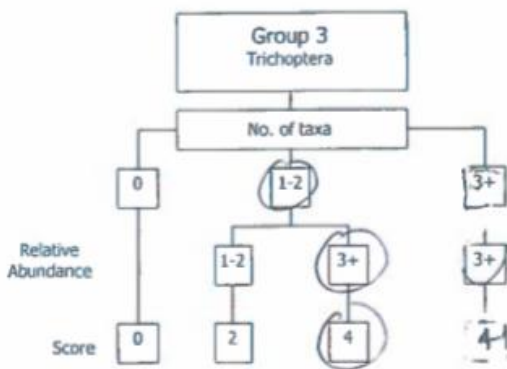 Group 3
Trichoptera
No. of taxa
0 1-2 3+
Relative
Abundance
1-2 3+ 3+
Score 0 2 4 4